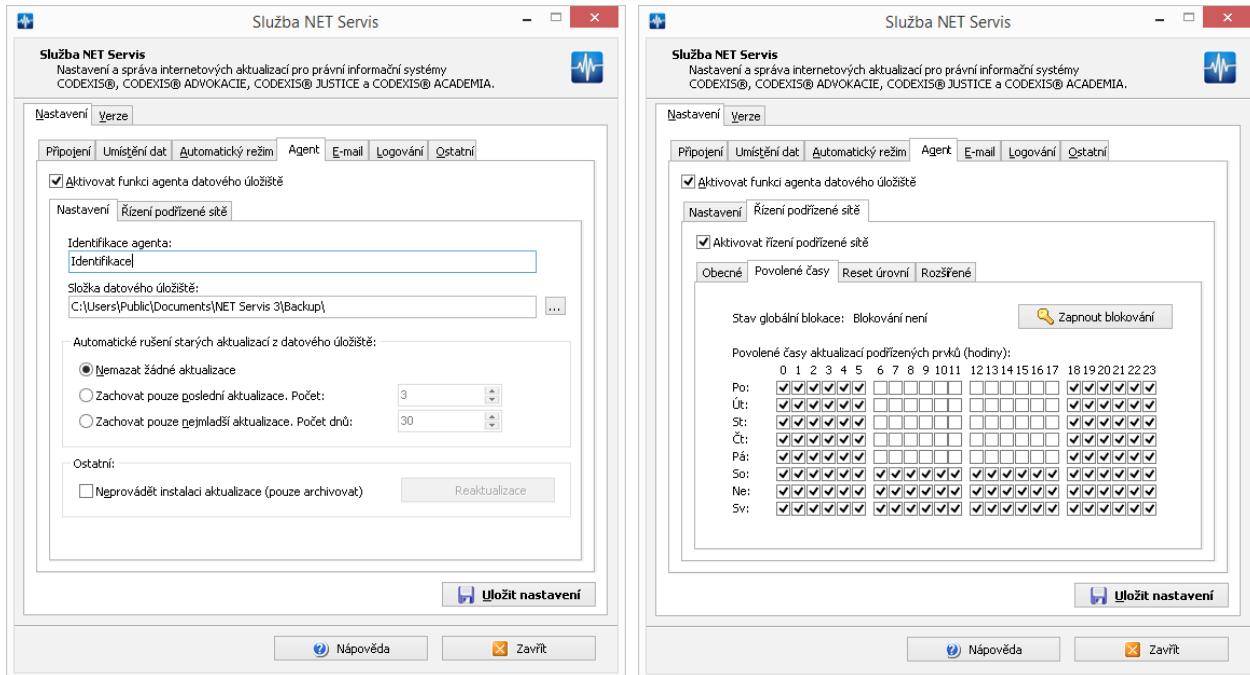 Služba NET Servis
Služba NET Servis
Nastavení a správa internetových aktualizací pro právní informační systémy
CODEXIS®, CODEXIS® ADVOKACIE, CODEXIS® JUSTICE a CODEXIS® ACADEMIA.
Nastavení Verze
Připojení Umístění dat Automatický režim Agent E-mail Logování Ostatní
Aktivovat funkci agenta datového úložiště
Nastavení Řízení podřízené sítě
Identifikace agenta:
Identifikace
Složka datového úložiště:
C:\Users\Public\Documents\NET Servis 3\Backup\ ...
Automatické rušení starých aktualizací z datového úložiště:
Nemazat žádné aktualizace
Zachovat pouze poslední aktualizace. Počet: 3
Zachovat pouze nejmladší aktualizace. Počet dnů: 30
Ostatní:
Neprovádět instalaci aktualizace (pouze archivovat) Reaktualizace
Uložit nastavení
Nápověda Zavřít
Služba NET Servis
Služba NET Servis
Nastavení a správa internetových aktualizací pro právní informační systémy
CODEXIS®, CODEXIS® ADVOKACIE, CODEXIS® JUSTICE a CODEXIS® ACADEMIA.
Nastavení Verze
Připojení Umístění dat Automatický režim Agent E-mail Logování Ostatní
Aktivovat funkci agenta datového úložiště
Nastavení Řízení podřízené sítě
Aktivovat řízení podřízené sítě
Obecné Povolené časy Reset úrovní Rozšířené
Stav globální blokace: Blokování není Zapnout blokování
Povolené časy aktualizací podřízených prvků (hodiny):
0 1 2 3 4 5 6 7 8 9 10 11 12 13 14 15 16 17 18 19 20 21 22 23
Po:
Út:
St:
Čt:
Pá:
So:
Ne:
Sv:
Uložit nastavení
Nápověda Zavřít